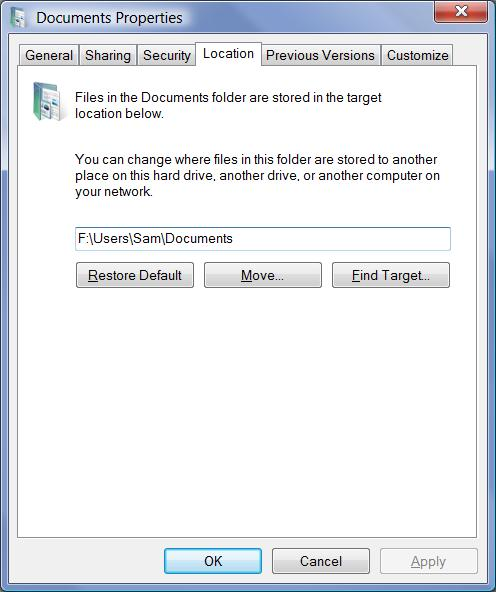 Documents Properties
General Sharing Security Location Previous Versions Customize
Files in the Documents folder are stored in the target
location below.
You can change where files in this folder are stored to another
place on this hard drive, another drive, or another computer on
your network.
F:\Users\Sam\Documents
Restore Default Move... Find Target...
OK Cancel Apply